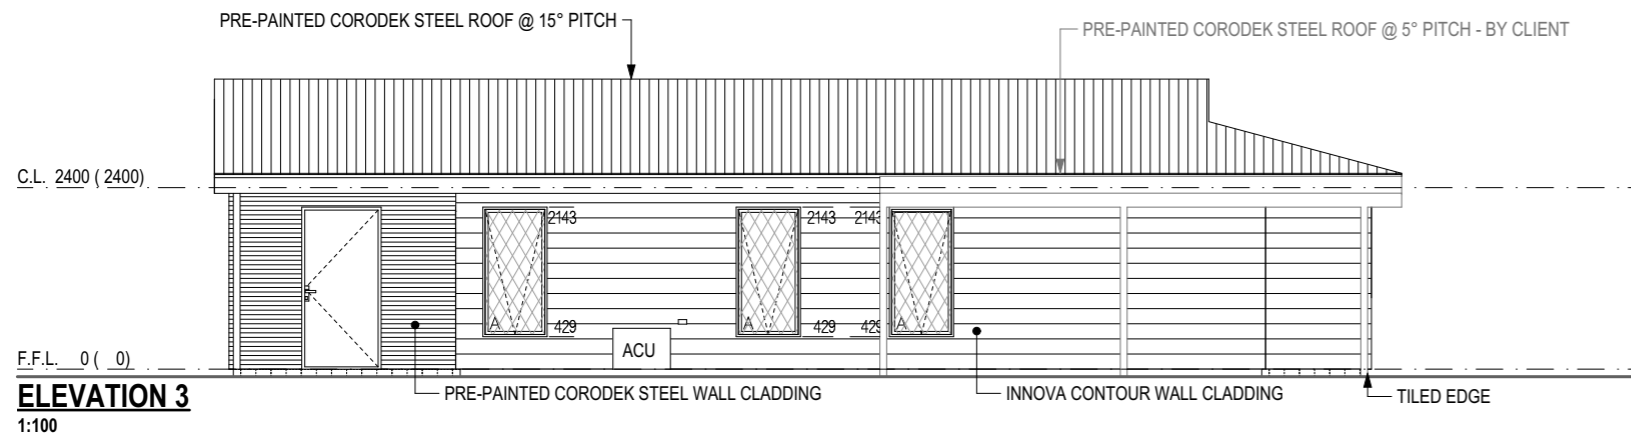 PRE-PAINTED CORODEK STEEL ROOF @ 15° PITCH
PRE-PAINTED CORODEK STEEL ROOF @ 5° PITCH - BY CLIENT
C.L. 2400 ( 2400)
2143 2143 2143
A A A
429 429 429
ACU
F.F.L. 0 ( 0)
ELEVATION 3
1:100
PRE-PAINTED CORODEK STEEL WALL CLADDING
INNOVA CONTOUR WALL CLADDING
TILED EDGE